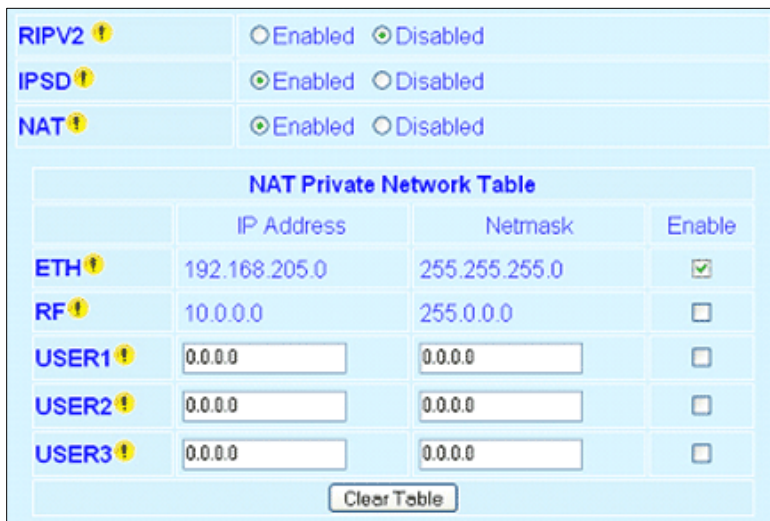 RIPV2 Enabled Disabled
IPSD Enabled Disabled
NAT Enabled Disabled
NAT Private Network Table
IP Address Netmask Enable
ETH 192.168.205.0 255.255.255.0
RF 10.0.0.0 255.0.0.0
USER1 0.0.0.0 0.0.0.0
USER2 0.0.0.0 0.0.0.0
USER3 0.0.0.0 0.0.0.0
Clear Table